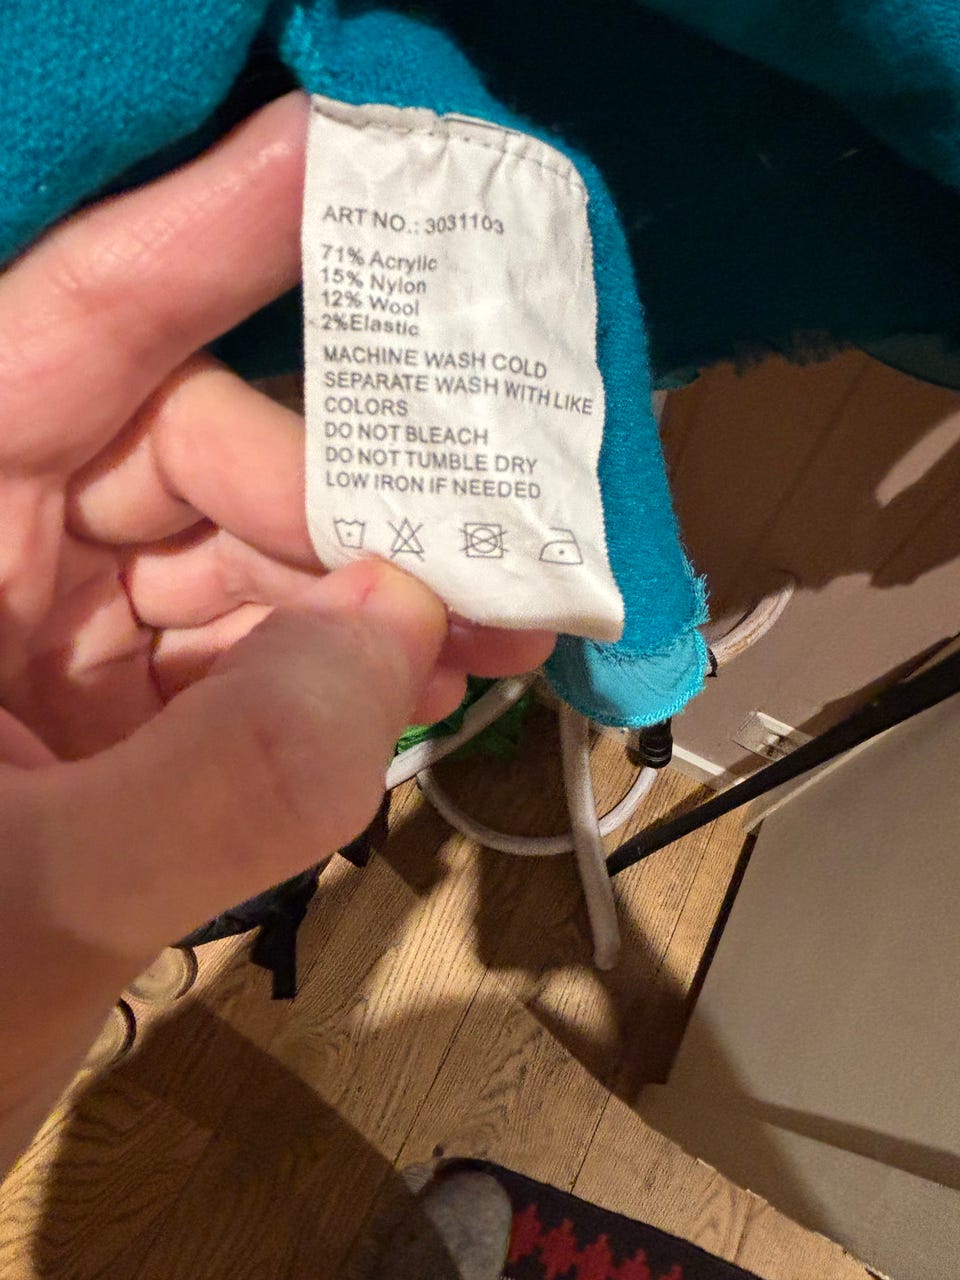 ART NO.: 3031103
71% Acrylic
15% Nylon
12% Wool
2%Elastic
MACHINE WASH COLD
SEPARATE WASH WITH LIKE
COLORS
DO NOT BLEACH
DO NOT TUMBLE DRY
LOW IRON IF NEEDED